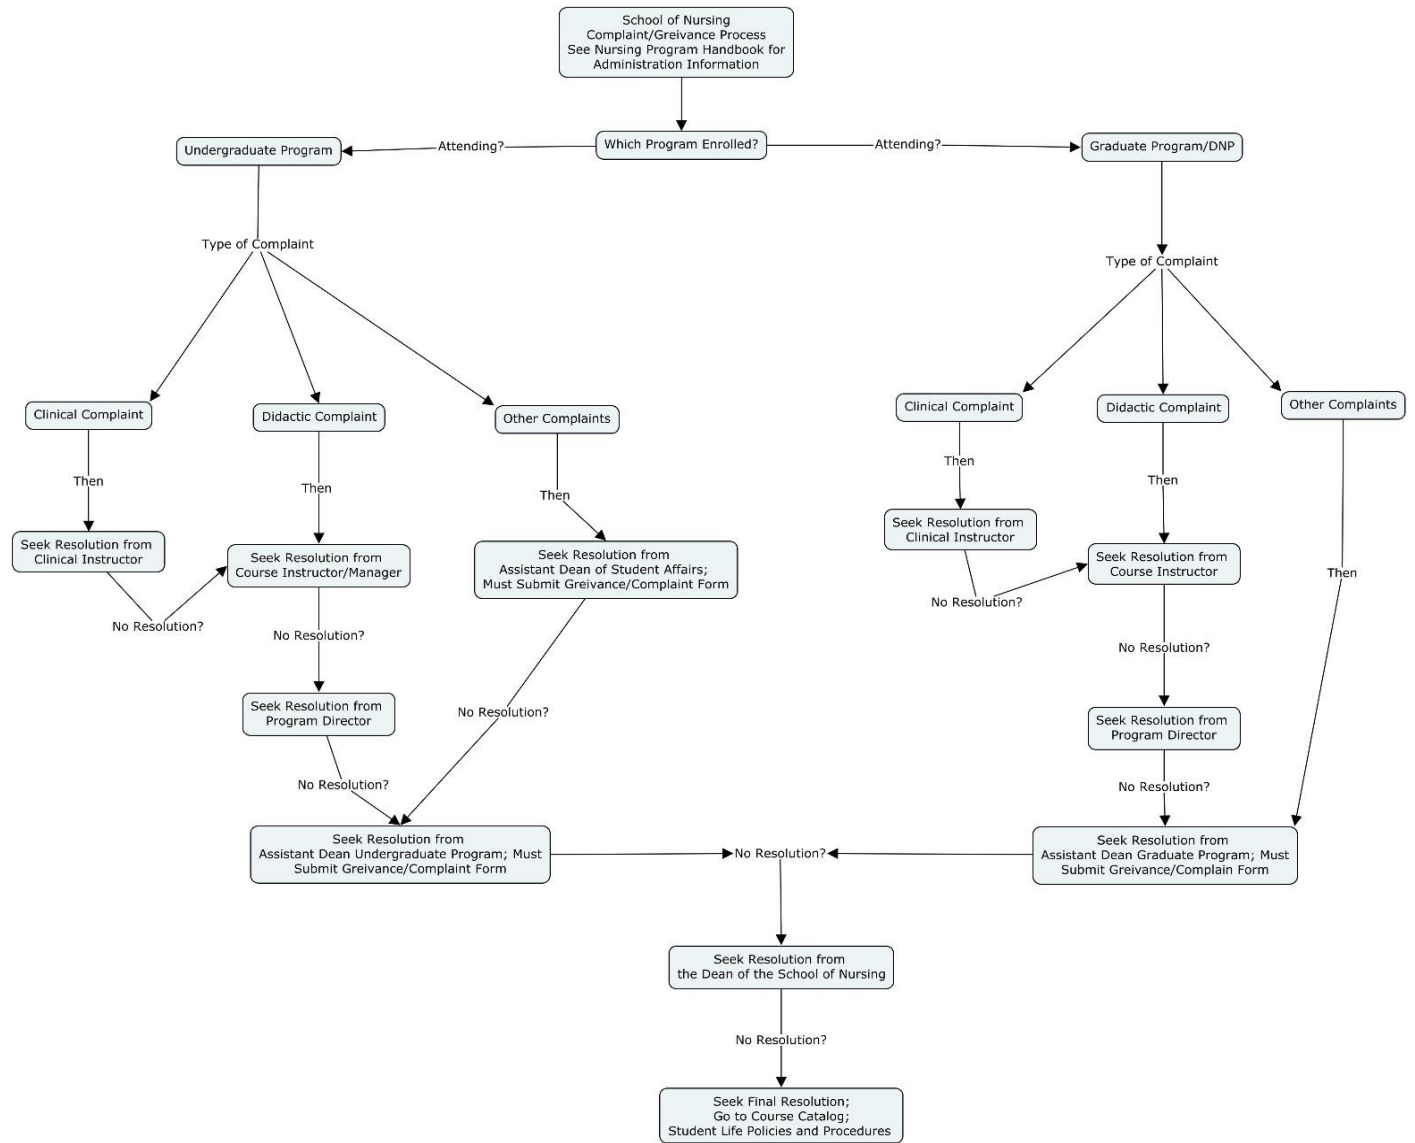 School of Nursing
Complaint/Greivance Process
See Nursing Program Handbook for
Administration Information
Undergraduate Program
Attending?
Which Program Enrolled?
Attending?
Graduate Program/DNP
Type of Complaint
Type of Complaint
Clinical Complaint
Didactic Complaint
Other Complaints
Clinical Complaint
Didactic Complaint
Other Complaints
Then
Then
Then
Then
Then
Then
Seek Resolution from
Clinical Instructor
Seek Resolution from
Course Instructor/Manager
Seek Resolution from
Assistant Dean of Student Affairs;
Must Submit Greivance/Complaint Form
Seek Resolution from
Clinical Instructor
Seek Resolution from
Course Instructor
No Resolution?
No Resolution?
No Resolution?
No Resolution?
No Resolution?
Seek Resolution from
Program Director
Seek Resolution from
Program Director
No Resolution?
No Resolution?
Seek Resolution from
Assistant Dean Undergraduate Program; Must
Submit Greivance/Complaint Form
No Resolution?
Seek Resolution from
Assistant Dean Graduate Program; Must
Submit Greivance/Complain Form
Seek Resolution from
the Dean of the School of Nursing
No Resolution?
Seek Final Resolution;
Go to Course Catalog;
Student Life Policies and Procedures